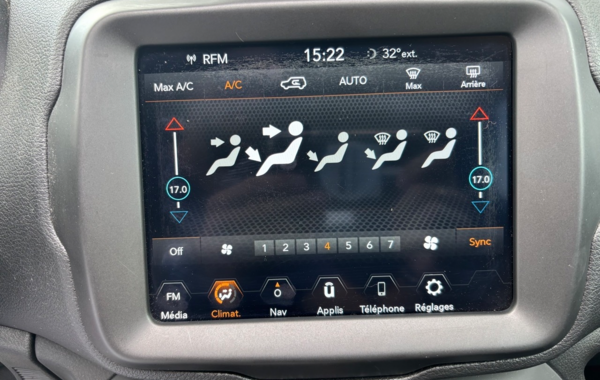 RFM 15:22 32° ext.
Max A/C A/C AUTO Max Arrière
17.0 17.0
Off 1 2 3 4 5 6 7 Sync
FM
Média Climat. Nav Applis Téléphone Réglages